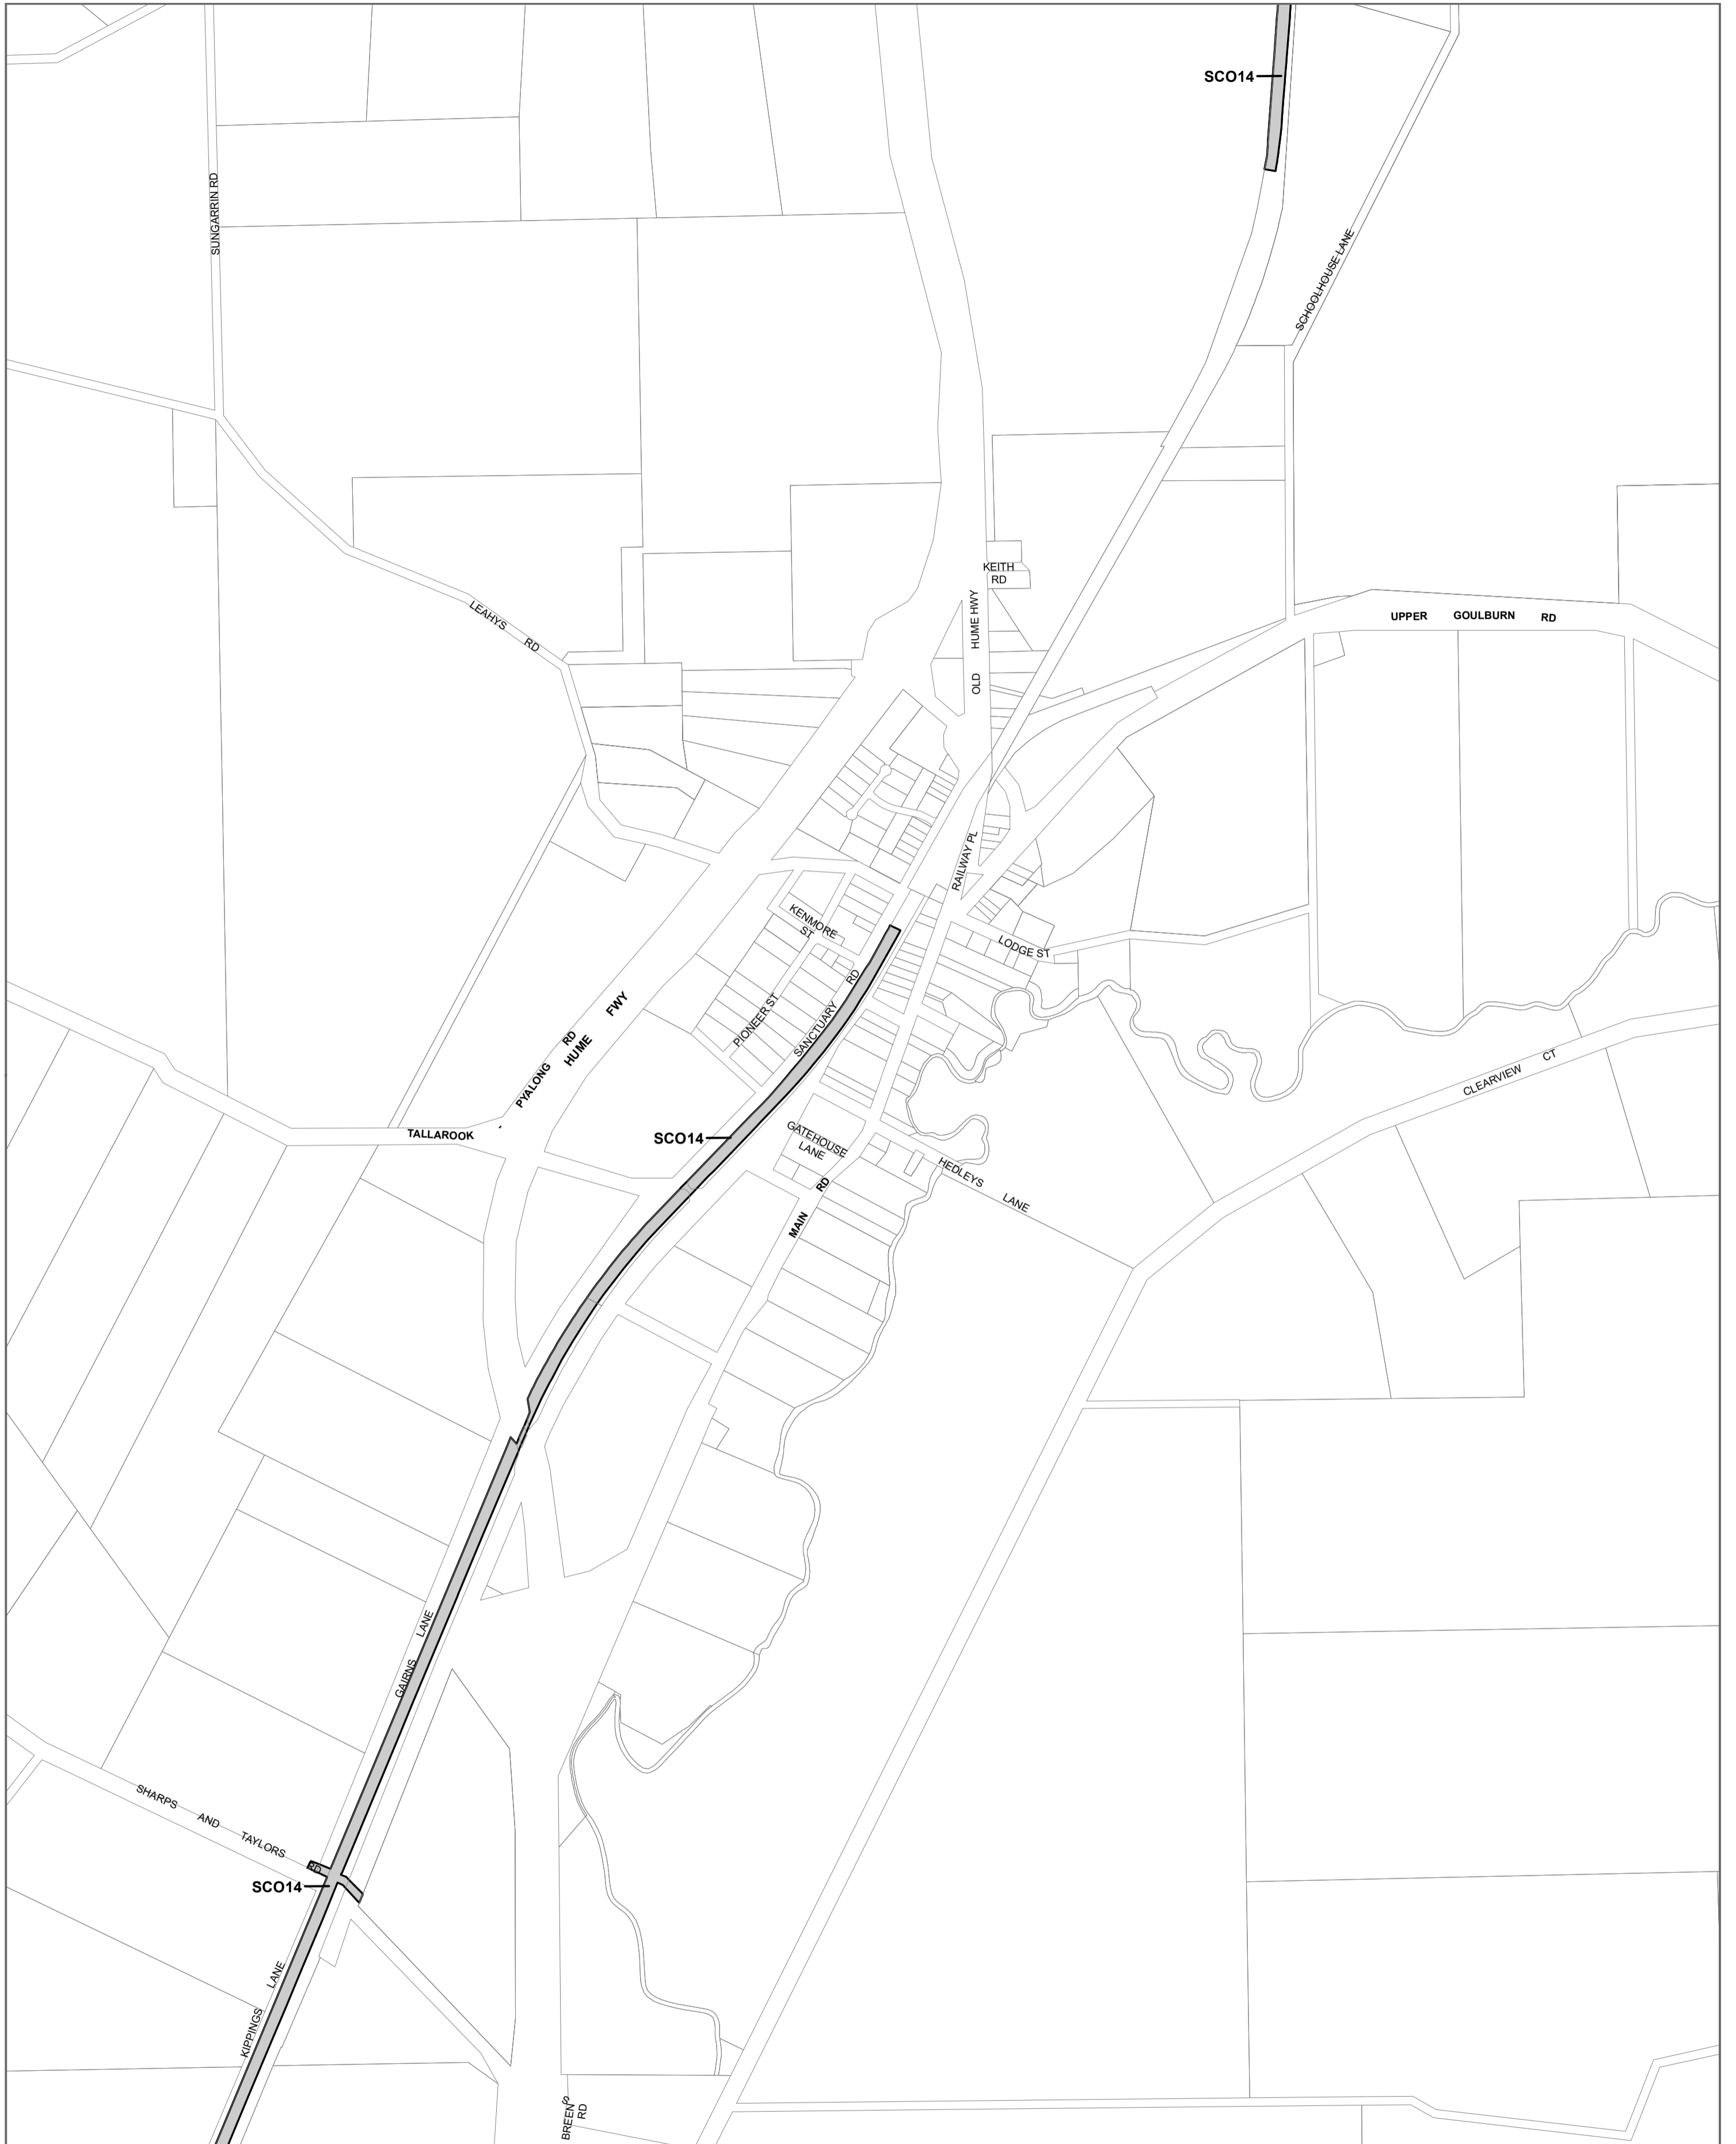 SCO14
SUNGARRIN RD
SCHOOLHOUSE LANE
KEITH
RD
OLD HUME HWY
UPPER GOULBURN RD
LEAHYS RD
RAILWAY PL
KENMORE
ST
LODGE ST
SANCTUARY RD
PIONEER ST
HUME FWY
PYALONG RD
TALLAROOK
CLEARVIEW CT
SCO14
GATEHOUSE
LANE
HEDLEYS LANE
MAIN RD
GAIRNS LANE
SHARPS AND TAYLORS RD
SCO14
KIPPINGS LANE
BREENS
RD